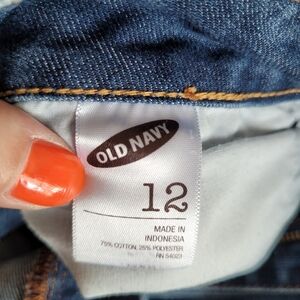 OLD NAVY
12
MADE IN
INDONESIA
75% COTTON, 25% POLYESTER
RN 54023